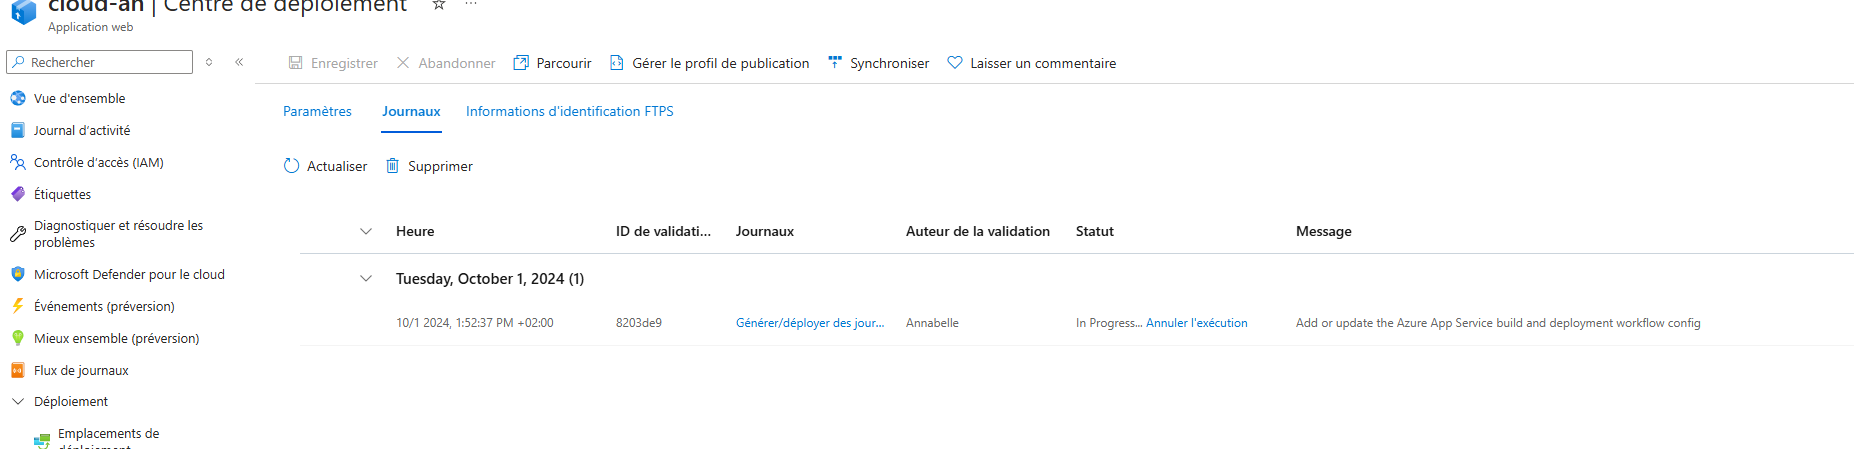 cloud-an | Centre de déploiement
Application web
Rechercher
Enregistrer
Abandonner
Parcourir
Gérer le profil de publication
Synchroniser
Laisser un commentaire
Vue d'ensemble
Journal d'activité
Contrôle d'accès (IAM)
Étiquettes
Diagnostiquer et résoudre les
problèmes
Microsoft Defender pour le cloud
Événements (préversion)
Mieux ensemble (préversion)
Flux de journaux
Déploiement
Emplacements de
déploiement
Paramètres
Journaux
Informations d'identification FTPS
Actualiser
Supprimer
Heure
ID de validati...
Journaux
Auteur de la validation
Statut
Message
Tuesday, October 1, 2024 (1)
10/1 2024, 1:52:37 PM +02:00
8203de9
Générer/déployer des jour...
Annabelle
In Progress... Annuler l'exécution
Add or update the Azure App Service build and deployment workflow config